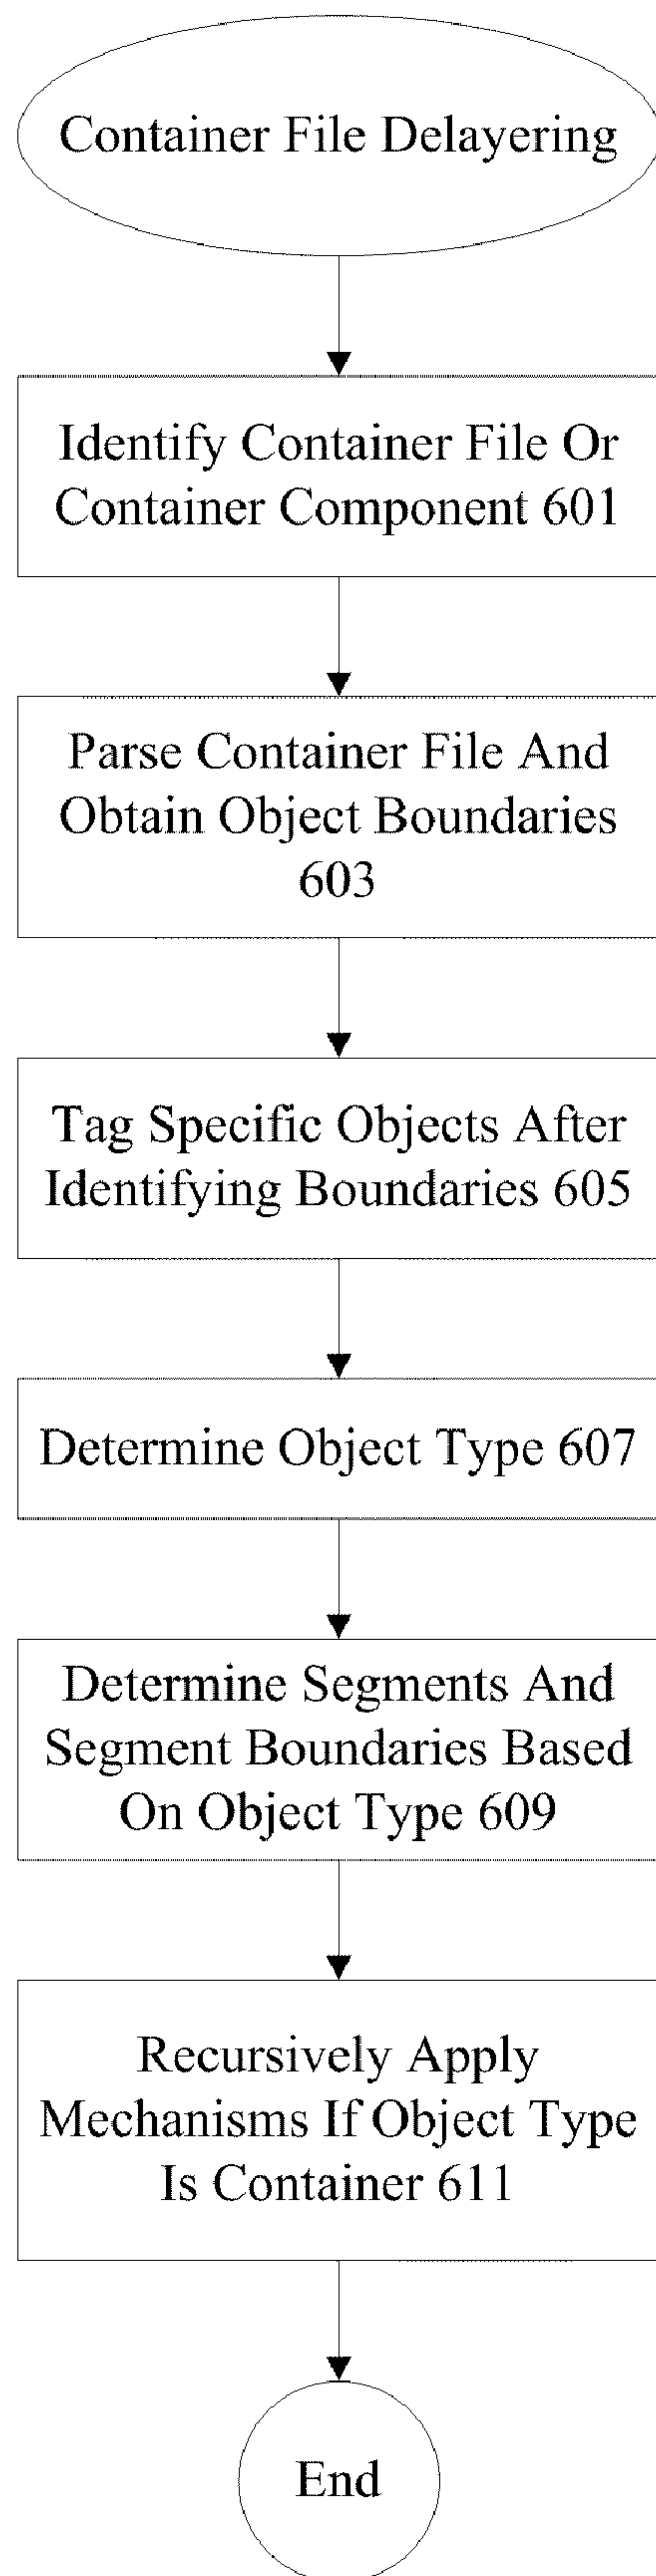 Container File Delayering
Identify Container File Or
Container Component 601
Parse Container File And
Obtain Object Boundaries
603
Tag Specific Objects After
Identifying Boundaries 605
Determine Object Type 607
Determine Segments And
Segment Boundaries Based
On Object Type 609
Recursively Apply
Mechanisms If Object Type
Is Container 611
End